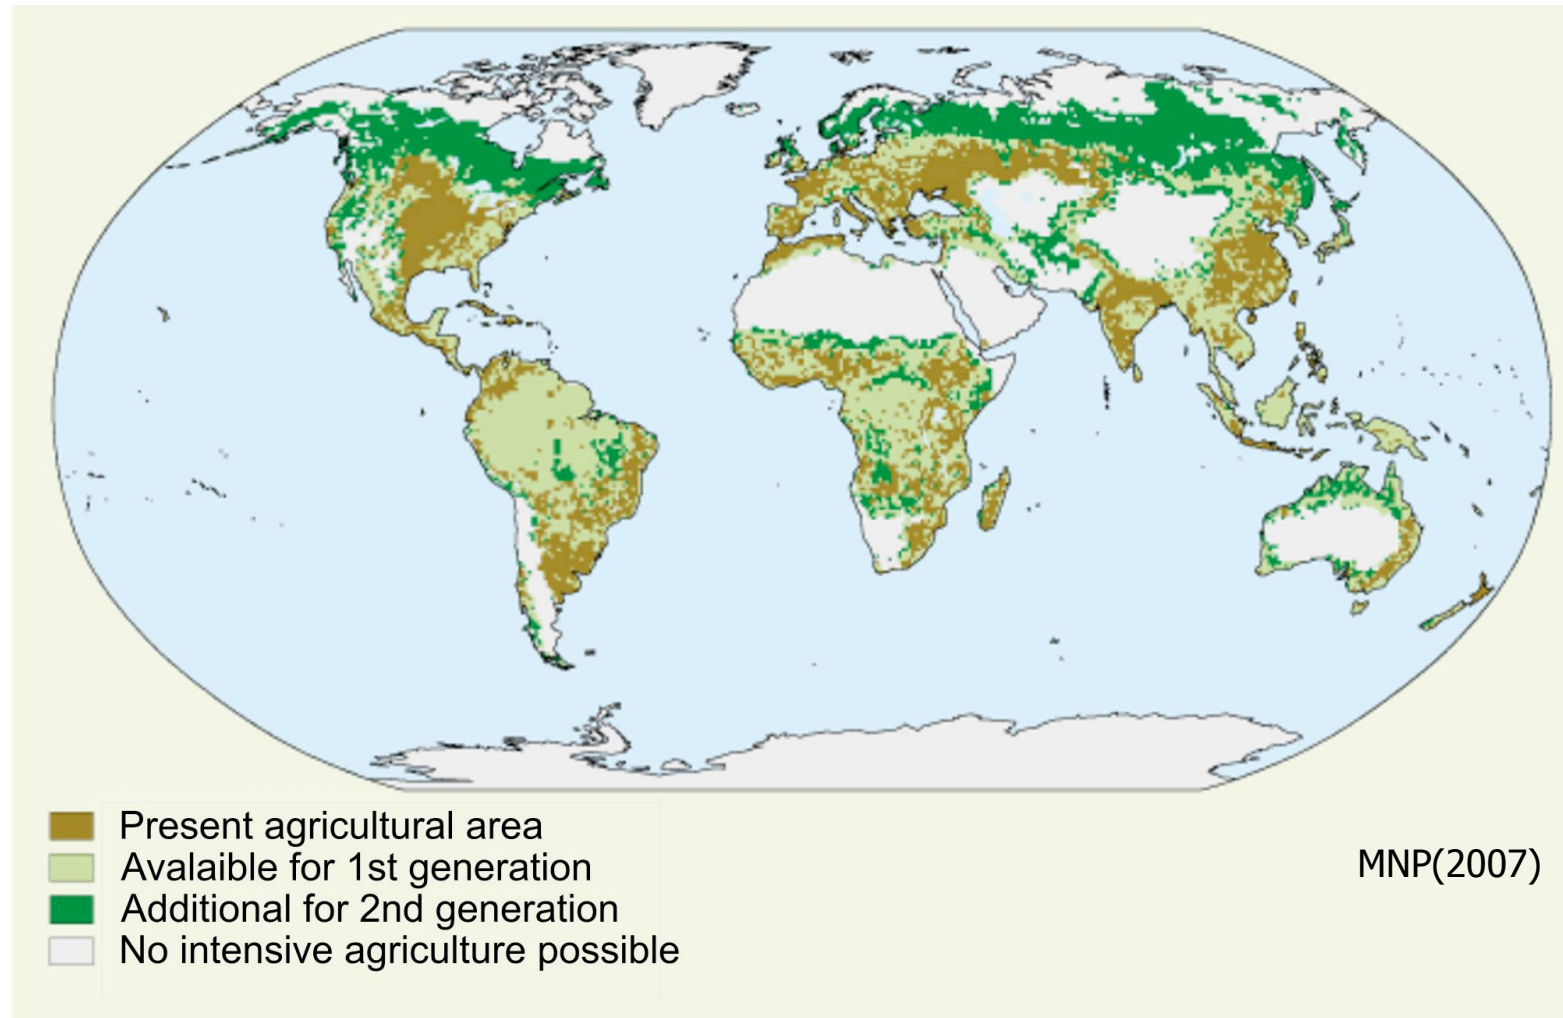 Present agricultural area
Avalaible for 1st generation
Additional for 2nd generation
No intensive agriculture possible
MNP(2007)